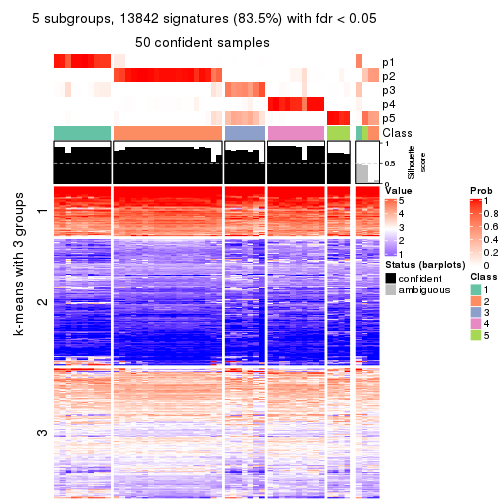 5 subgroups, 13842 signatures (83.5%) with fdr < 0.05
50 confident samples
p1
p2
p3
p4
p5
Class
1
0.5
0
Silhouette
score
k-means with 3 groups
1
2
3
Value
5
4
3
2
1
Status (barplots)
confident
ambiguous
Prob
1
0.8
0.6
0.4
0.2
0
Class
1
2
3
4
5